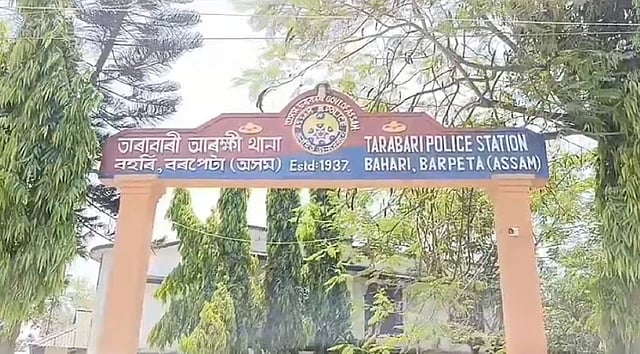 তাৰাবাৰী আৰক্ষী থানা
বহৰি, বৰপেটা (অসম) Estd:1937.
TARABARI POLICE STATION
BAHARI, BARPETA (ASSAM)